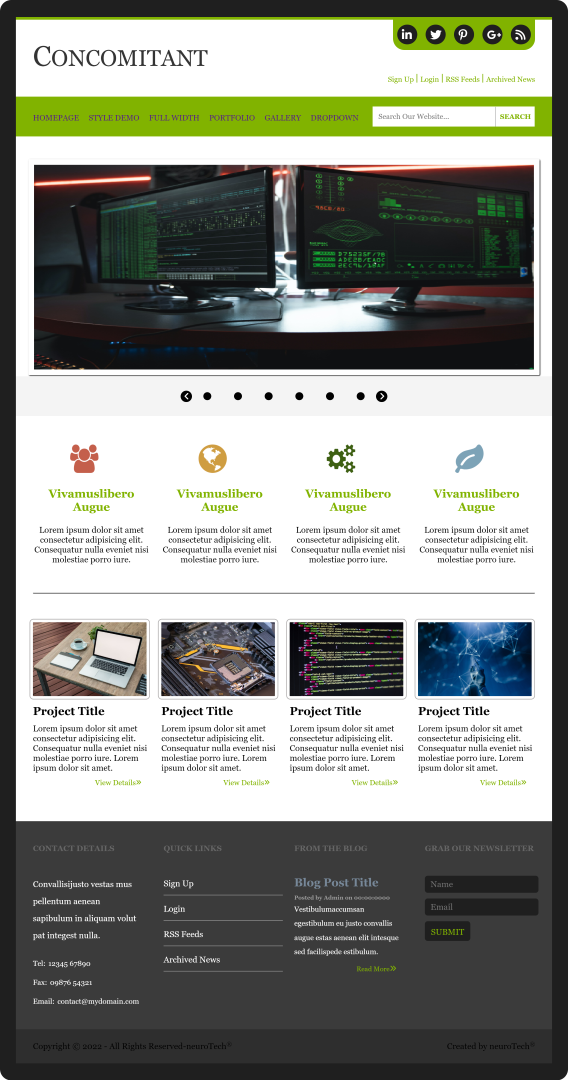 CONCOMITANT
Sign Up | Login | RSS Feeds | Archived News
HOMEPAGE STYLE DEMO FULL WIDTH PORTFOLIO GALLERY DROPDOWN
Search Our Website... SEARCH
Vivamuslibero
Augue
Lorem ipsum dolor sit amet
consectetur adipisicing elit.
Consequatur nulla eveniet nisi
molestiae porro iure.
Vivamuslibero
Augue
Lorem ipsum dolor sit amet
consectetur adipisicing elit.
Consequatur nulla eveniet nisi
molestiae porro iure.
Vivamuslibero
Augue
Lorem ipsum dolor sit amet
consectetur adipisicing elit.
Consequatur nulla eveniet nisi
molestiae porro iure.
Vivamuslibero
Augue
Lorem ipsum dolor sit amet
consectetur adipisicing elit.
Consequatur nulla eveniet nisi
molestiae porro iure.
Project Title
Lorem ipsum dolor sit amet
consectetur adipisicing elit.
Consequatur nulla eveniet nisi
molestiae porro iure. Lorem
ipsum dolor sit amet.
View Details»
Project Title
Lorem ipsum dolor sit amet
consectetur adipisicing elit.
Consequatur nulla eveniet nisi
molestiae porro iure. Lorem
ipsum dolor sit amet.
View Details»
Project Title
Lorem ipsum dolor sit amet
consectetur adipisicing elit.
Consequatur nulla eveniet nisi
molestiae porro iure. Lorem
ipsum dolor sit amet.
View Details»
Project Title
Lorem ipsum dolor sit amet
consectetur adipisicing elit.
Consequatur nulla eveniet nisi
molestiae porro iure. Lorem
ipsum dolor sit amet.
View Details»
CONTACT DETAILS
Convallisijusto vestas mus
pellentum aenean
sapibulum in aliquam volut
pat integest nulla.
Tel: 12345 67890
Fax: 09876 54321
Email: contact@mydomain.com
QUICK LINKS
Sign Up
Login
RSS Feeds
Archived News
FROM THE BLOG
Blog Post Title
Posted by Admin on 00:00:0000
Vestibulumaccumsan
egestibulum eu justo convallis
augue estas aenean elit intesque
sed facilispede estibulum.
Read More»
GRAB OUR NEWSLETTER
Name
Email
SUBMIT
Copyright © 2022 - All Rights Reserved-neuroTech®
Created by neuroTech®